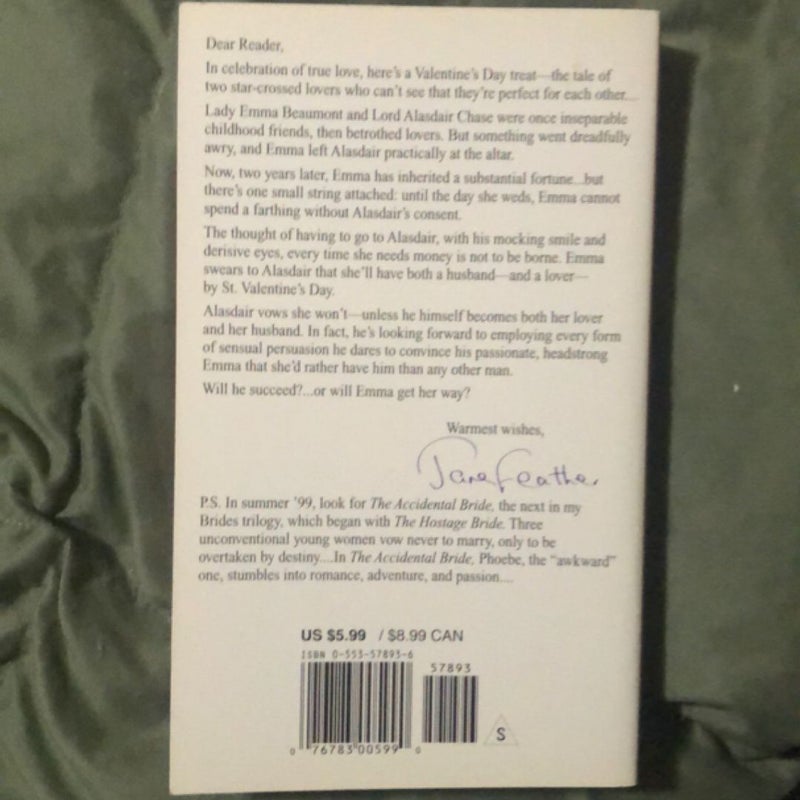 Dear Reader,
In celebration of true love, here's a Valentine's Day treat—the tale of
two star-crossed lovers who can't see that they're perfect for each other...
Lady Emma Beaumont and Lord Alasdair Chase were once inseparable
childhood friends, then betrothed lovers. But something went dreadfully
awry, and Emma left Alasdair practically at the altar.
Now, two years later, Emma has inherited a substantial fortune...but
there's one small string attached: until the day she weds, Emma cannot
spend a farthing without Alasdair's consent.
The thought of having to go to Alasdair, with his mocking smile and
derisive eyes, every time she needs money is not to be borne. Emma
swears to Alasdair that she'll have both a husband—and a lover—
by St. Valentine's Day.
Alasdair vows she won't—unless he himself becomes both her lover
and her husband. In fact, he's looking forward to employing every form
of sensual persuasion he dares to convince his passionate, headstrong
Emma that she'd rather have him than any other man.
Will he succeed?...or will Emma get her way?
Warmest wishes,
Jane Feather
P.S. In summer '99, look for The Accidental Bride, the next in my
Brides trilogy, which began with The Hostage Bride. Three
unconventional young women vow never to marry, only to be
overtaken by destiny....In The Accidental Bride, Phoebe, the "awkward"
one, stumbles into romance, adventure, and passion....
US $5.99 / $8.99 CAN
ISBN 0-553-57893-6
57893
0 76783 00599 0
S